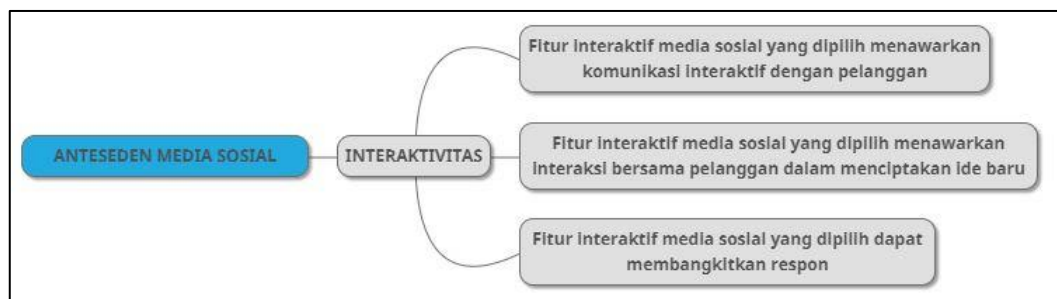 Fitur interaktif media sosial yang dipilih menawarkan
komunikasi interaktif dengan pelanggan
ANTESEDEN MEDIA SOSIAL
INTERAKTIVITAS
Fitur interaktif media sosial yang dipilih menawarkan
interaksi bersama pelanggan dalam menciptakan ide baru
Fitur interaktif media sosial yang dipilih dapat
membangkitkan respon